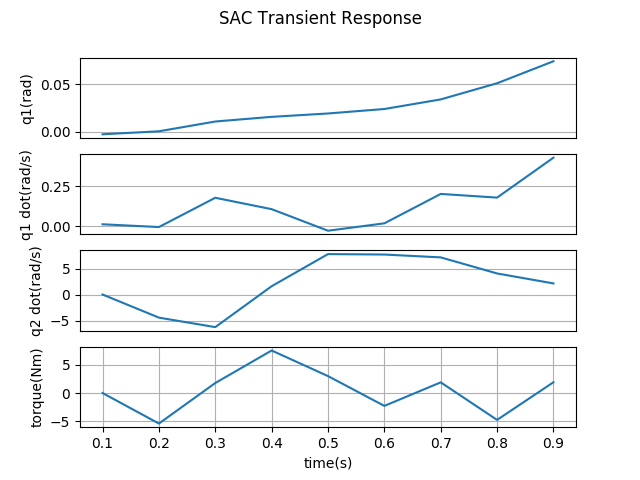 SAC Transient Response
q1(rad)
0.05
0.00
q1 dot(rad/s)
0.25
0.00
q2 dot(rad/s)
5
0
−5
torque(Nm)
5
0
−5
0.1 0.2 0.3 0.4 0.5 0.6 0.7 0.8 0.9
time(s)